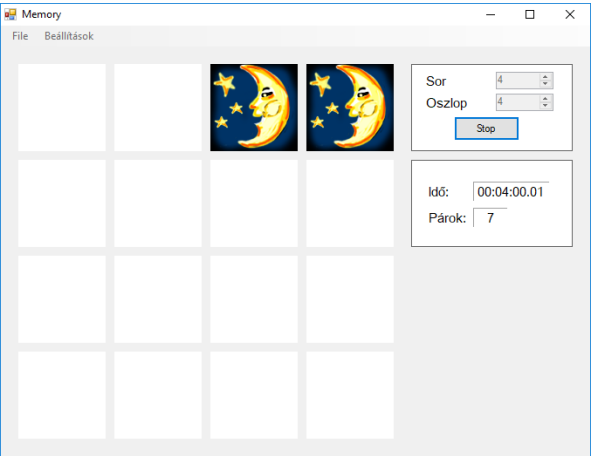 Memory
File Beállítások
Sor 4
Oszlop 4
Stop
Idő: 00:04:00.01
Párok: 7